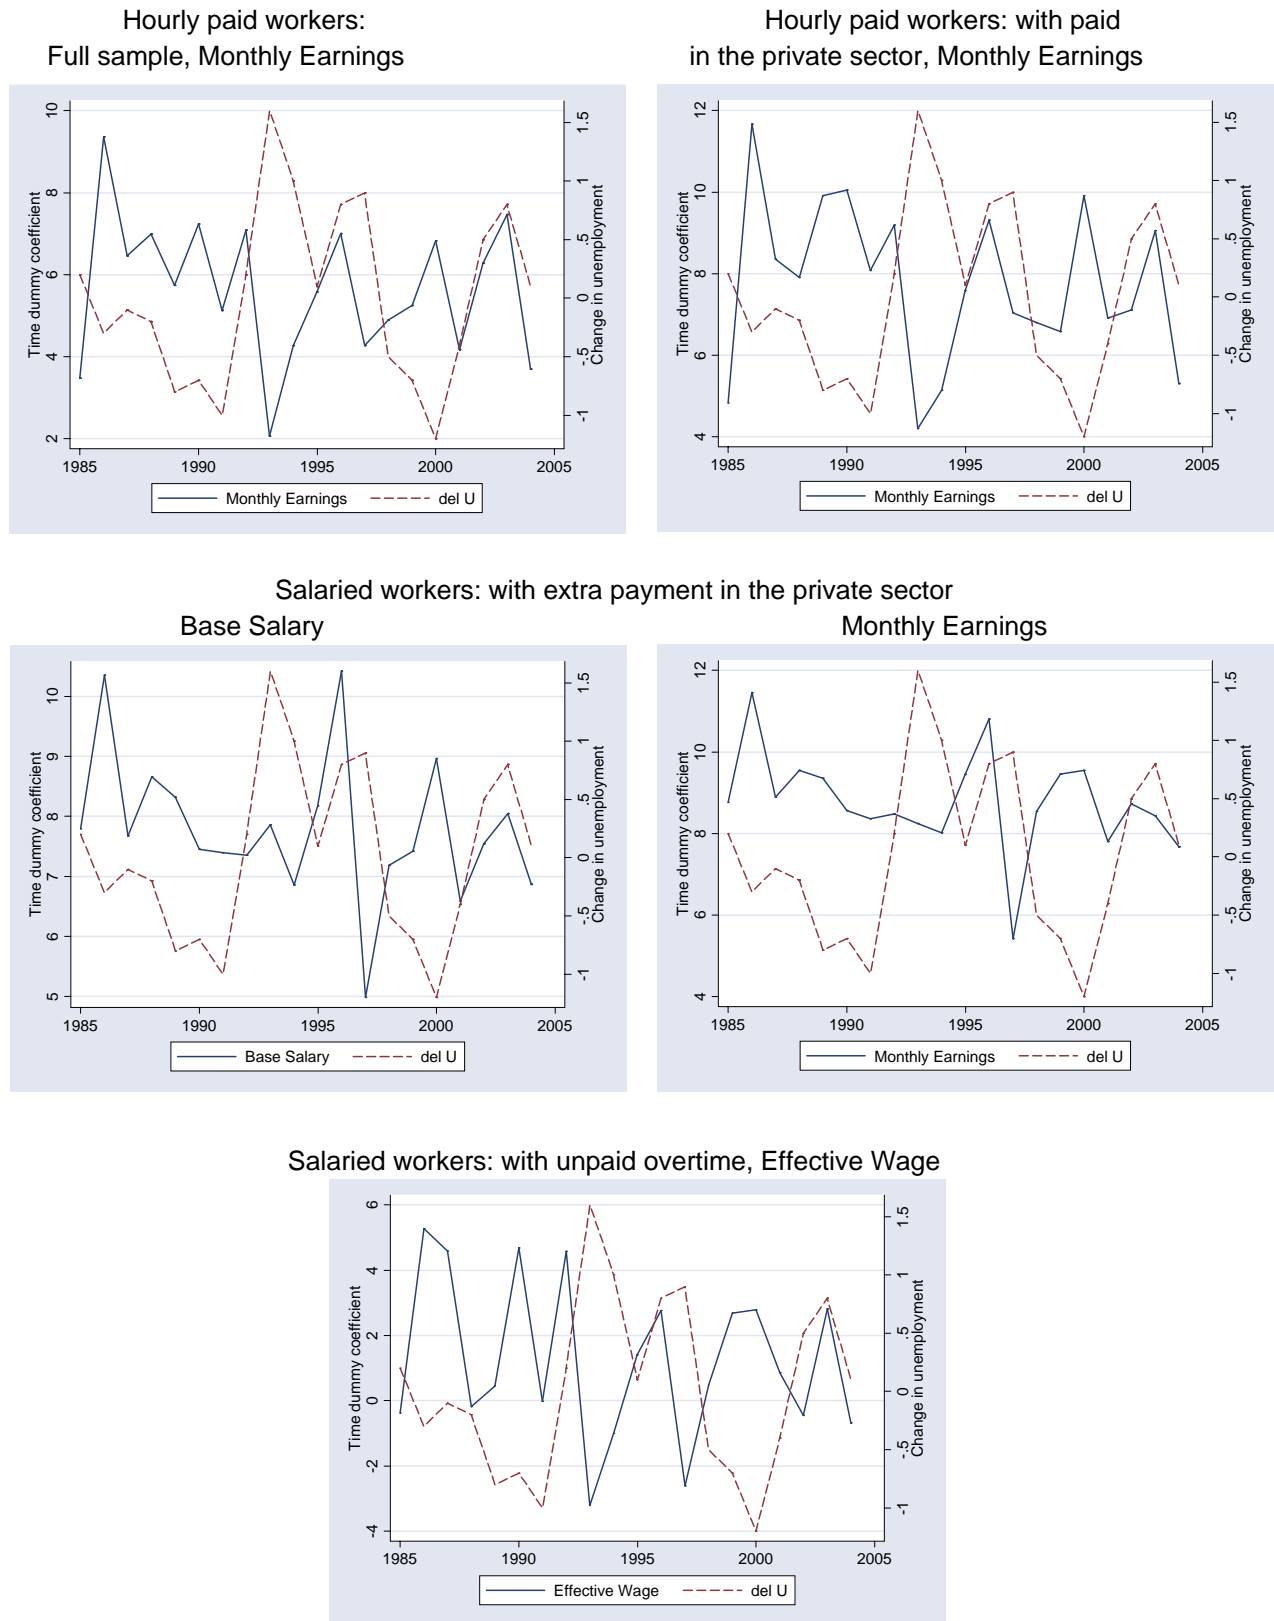 Hourly paid workers:
Full sample, Monthly Earnings
Hourly paid workers: with paid
in the private sector, Monthly Earnings
Time dummy coefficient
2 4 6 8 10
Change in unemployment
-1 -.5 0 .5 1 1.5
1985 1990 1995 2000 2005
Monthly Earnings del U
Time dummy coefficient
4 6 8 10 12
Change in unemployment
-1 -.5 0 .5 1 1.5
1985 1990 1995 2000 2005
Monthly Earnings del U
Salaried workers: with extra payment in the private sector
Base Salary
Monthly Earnings
Time dummy coefficient
5 6 7 8 9 10
Change in unemployment
-1 -.5 0 .5 1 1.5
1985 1990 1995 2000 2005
Base Salary del U
Time dummy coefficient
4 6 8 10 12
Change in unemployment
-1 -.5 0 .5 1 1.5
1985 1990 1995 2000 2005
Monthly Earnings del U
Salaried workers: with unpaid overtime, Effective Wage
Time dummy coefficient
-4 -2 0 2 4 6
Change in unemployment
-1 -.5 0 .5 1 1.5
1985 1990 1995 2000 2005
Effective Wage del U